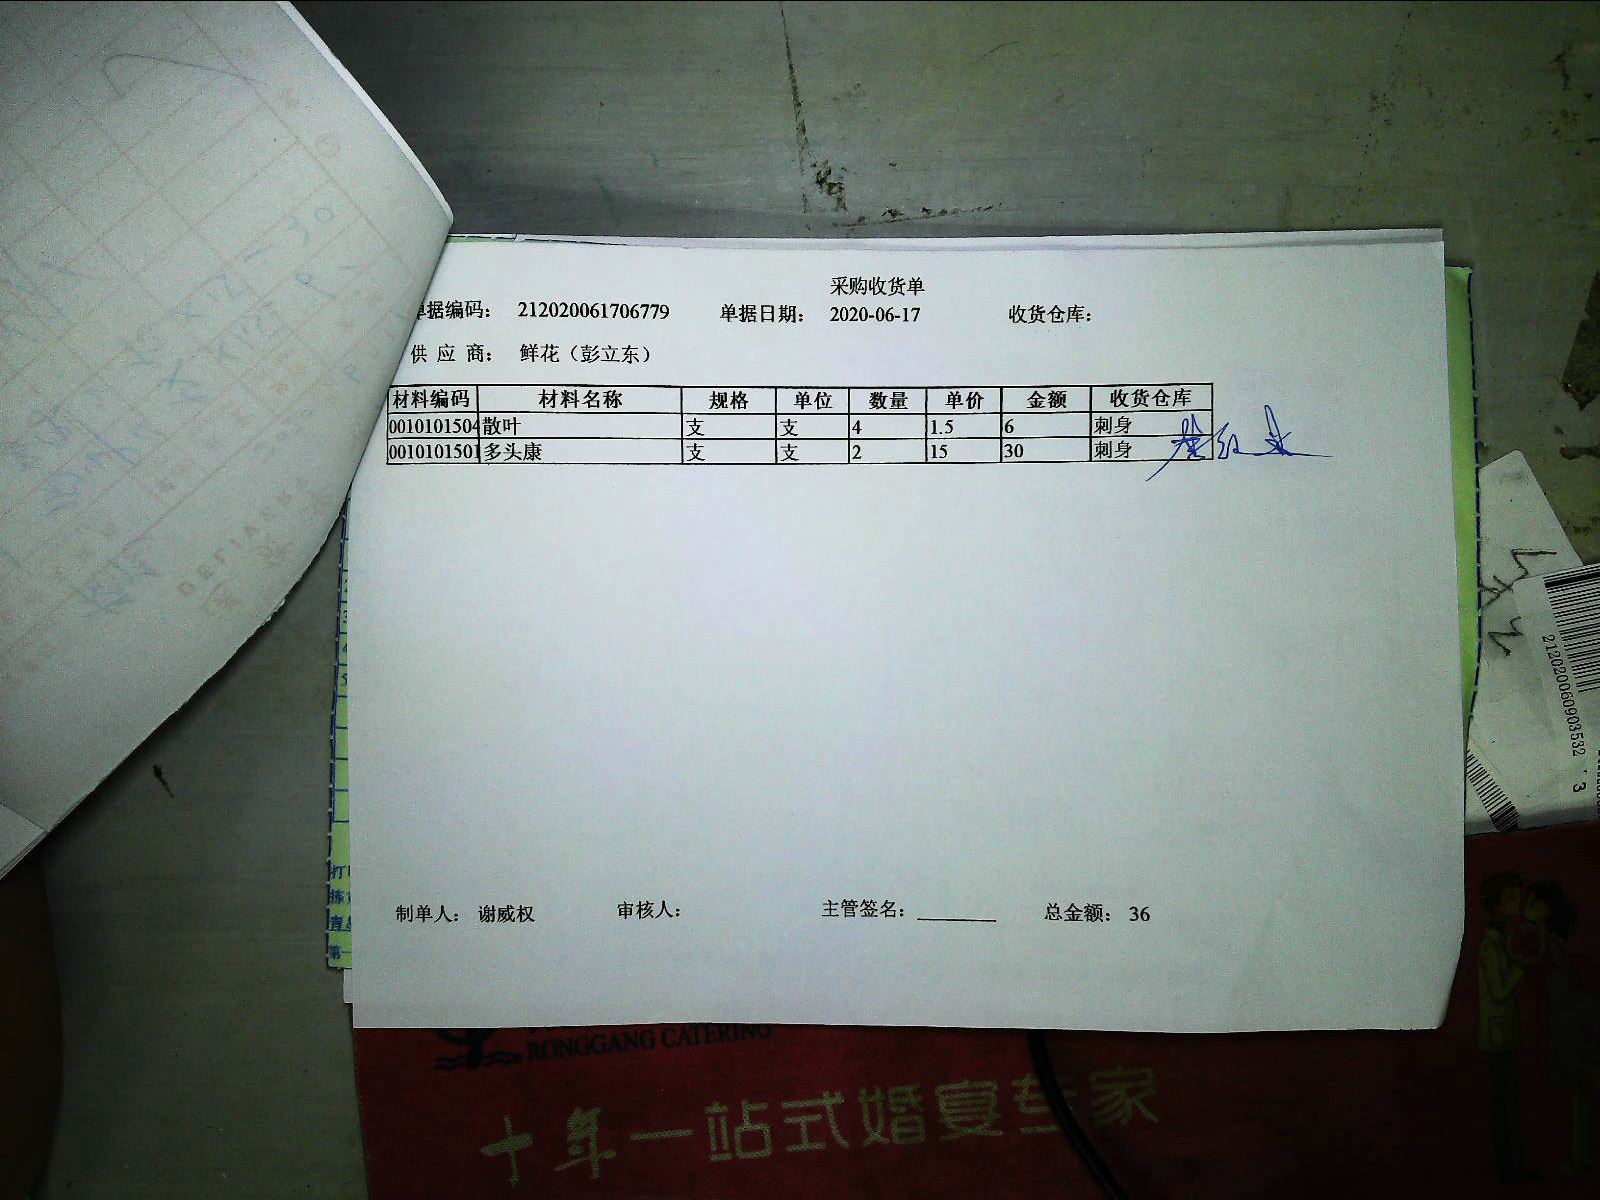 采购收货单
单据编码： 212020061706779 单据日期： 2020-06-17 收货仓库：
供 应 商： 鲜花（彭立东）
材料编码 材料名称 规格 单位 数量 单价 金额 收货仓库
0010101504 散叶 支 支 4 1.5 6 刺身
0010101501 多头康 支 支 2 15 30 刺身
制单人： 谢威权 审核人： 主管签名： 总金额： 36
DELIVERY
212020060903532
3
RONGGANG CATERING
十年一站式婚宴专家